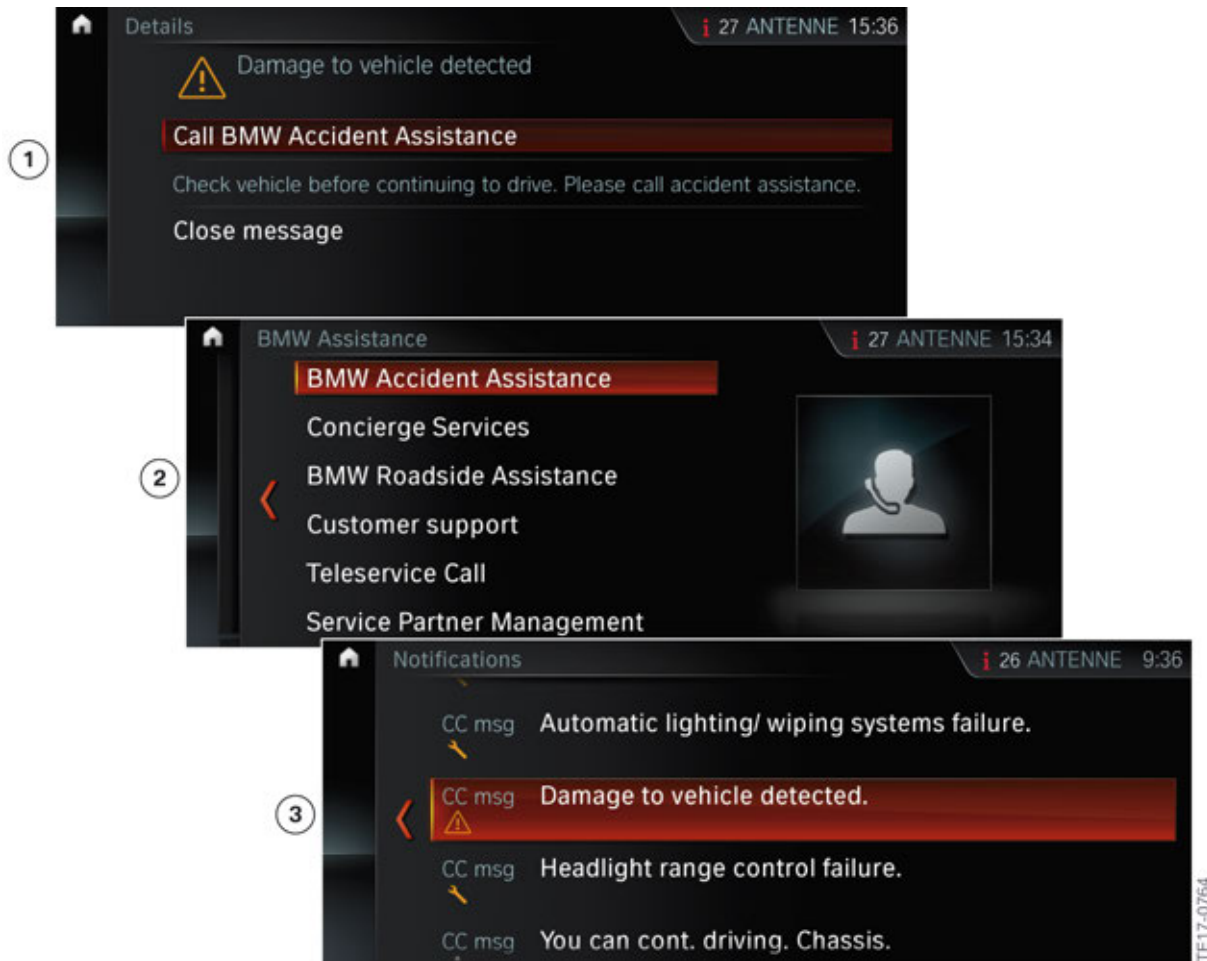 Details
i 27 ANTENNE 15:36
Damage to vehicle detected
1
Call BMW Accident Assistance
Check vehicle before continuing to drive. Please call accident assistance.
Close message
BMW Assistance
i 27 ANTENNE 15:34
BMW Accident Assistance
Concierge Services
2
BMW Roadside Assistance
Customer support
Teleservice Call
Service Partner Management
Notifications
i 26 ANTENNE 9:36
CC msg Automatic lighting/ wiping systems failure.
3
CC msg Damage to vehicle detected.
CC msg Headlight range control failure.
CC msg You can cont. driving. Chassis.
TE17-0764